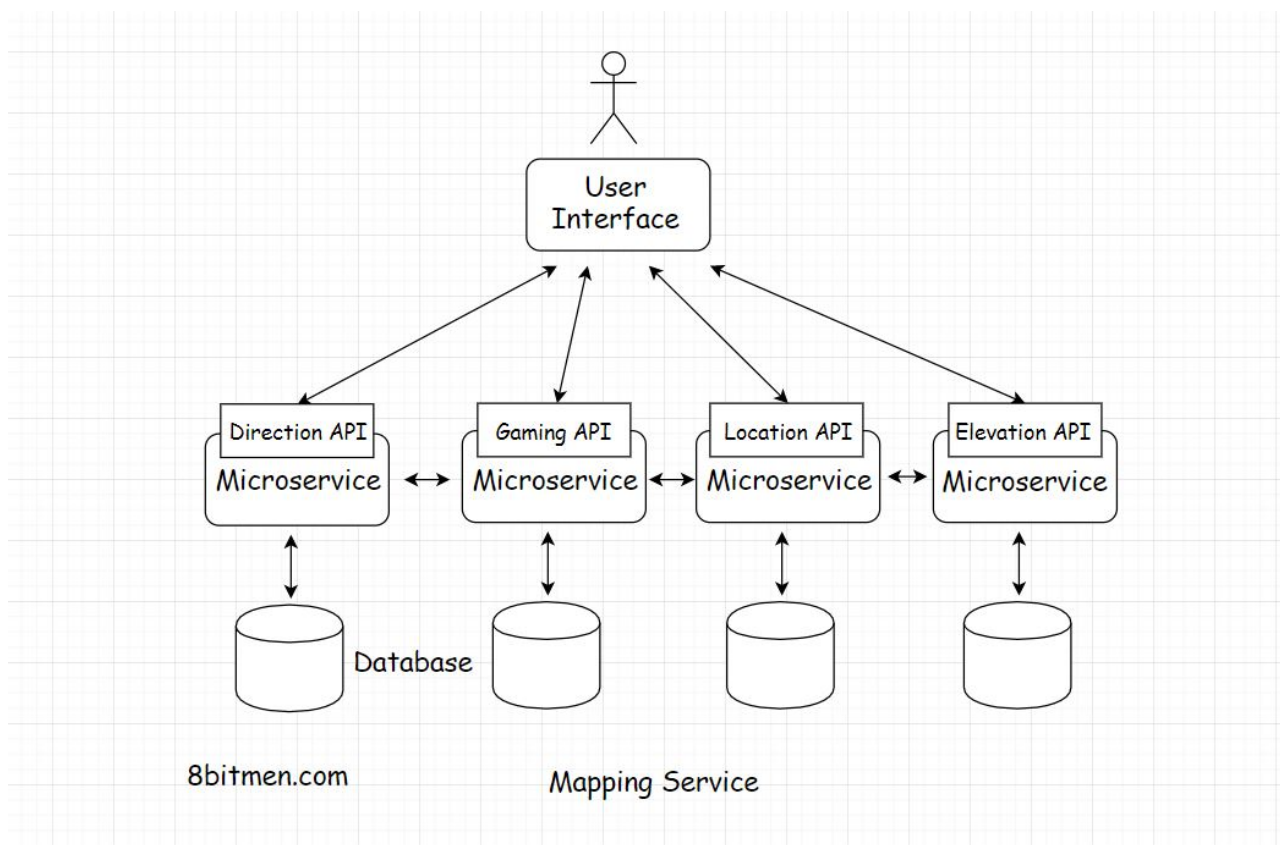 User
Interface
Direction API
Gaming API
Location API
Elevation API
Microservice
Microservice
Microservice
Microservice
Database
8bitmen.com
Mapping Service